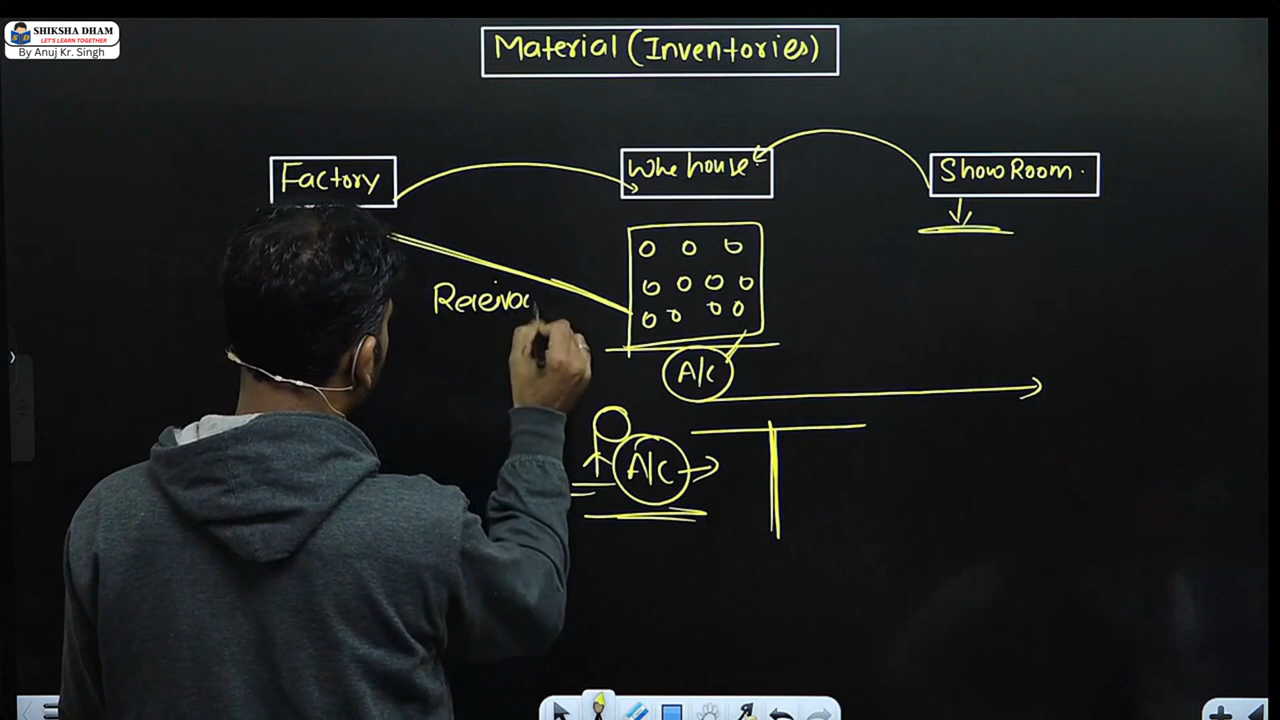 SHIKSHA DHAM
LET'S LEARN TOGETHER
By Anuj Kr. Singh
Material (Inventories)
Factory
Whe house
Show Room.
A/C
A/C